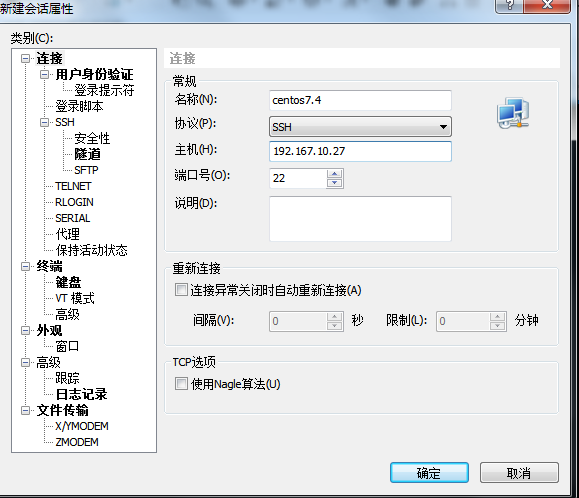 新建会话属性
类别(C):
连接
用户身份验证
登录提示符
登录脚本
SSH
安全性
隧道
SFTP
TELNET
RLOGIN
SERIAL
代理
保持活动状态
终端
键盘
VT 模式
高级
外观
窗口
高级
跟踪
日志记录
文件传输
X/YMODEM
ZMODEM
连接
常规
名称(N): centos7.4
协议(P): SSH
主机(H): 192.167.10.27
端口号(O): 22
说明(D):
重新连接
连接异常关闭时自动重新连接(A)
间隔(V): 0 秒 限制(L): 0 分钟
TCP选项
使用Nagle算法(U)
确定 取消